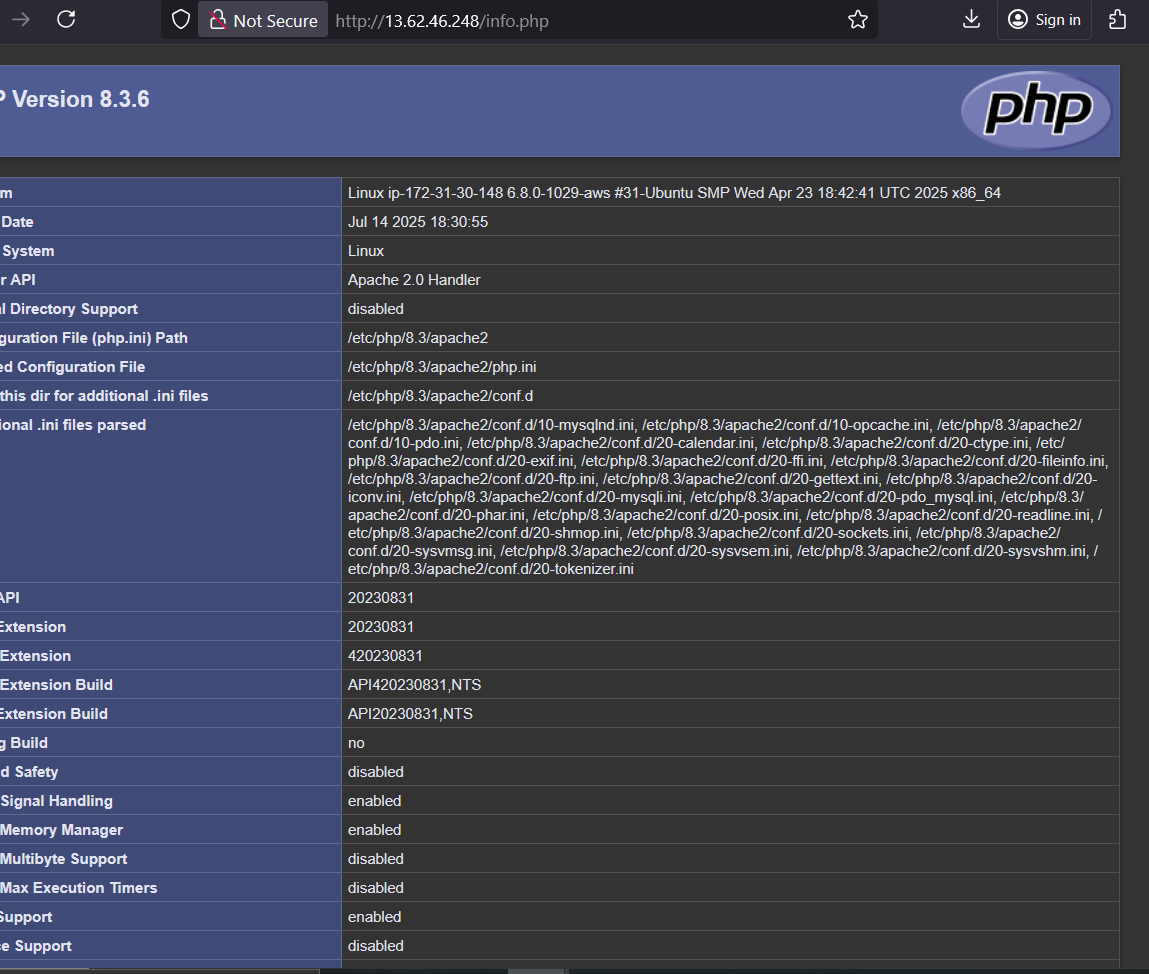 Not Secure http://13.62.46.248/info.php Sign in
P Version 8.3.6 php
m Linux ip-172-31-30-148 6.8.0-1029-aws #31-Ubuntu SMP Wed Apr 23 18:42:41 UTC 2025 x86_64
Date Jul 14 2025 18:30:55
System Linux
r API Apache 2.0 Handler
l Directory Support disabled
guration File (php.ini) Path /etc/php/8.3/apache2
ed Configuration File /etc/php/8.3/apache2/php.ini
this dir for additional .ini files /etc/php/8.3/apache2/conf.d
ional .ini files parsed /etc/php/8.3/apache2/conf.d/10-mysqlnd.ini, /etc/php/8.3/apache2/conf.d/10-opcache.ini, /etc/php/8.3/apache2/
conf.d/10-pdo.ini, /etc/php/8.3/apache2/conf.d/20-calendar.ini, /etc/php/8.3/apache2/conf.d/20-ctype.ini, /etc/
php/8.3/apache2/conf.d/20-exif.ini, /etc/php/8.3/apache2/conf.d/20-ffi.ini, /etc/php/8.3/apache2/conf.d/20-fileinfo.ini,
/etc/php/8.3/apache2/conf.d/20-ftp.ini, /etc/php/8.3/apache2/conf.d/20-gettext.ini, /etc/php/8.3/apache2/conf.d/20-
iconv.ini, /etc/php/8.3/apache2/conf.d/20-mysqli.ini, /etc/php/8.3/apache2/conf.d/20-pdo_mysql.ini, /etc/php/8.3/
apache2/conf.d/20-phar.ini, /etc/php/8.3/apache2/conf.d/20-posix.ini, /etc/php/8.3/apache2/conf.d/20-readline.ini, /
etc/php/8.3/apache2/conf.d/20-shmop.ini, /etc/php/8.3/apache2/conf.d/20-sockets.ini, /etc/php/8.3/apache2/
conf.d/20-sysvmsg.ini, /etc/php/8.3/apache2/conf.d/20-sysvsem.ini, /etc/php/8.3/apache2/conf.d/20-sysvshm.ini, /
etc/php/8.3/apache2/conf.d/20-tokenizer.ini
API 20230831
Extension 20230831
Extension 420230831
Extension Build API420230831,NTS
Extension Build API20230831,NTS
g Build no
d Safety disabled
Signal Handling enabled
Memory Manager enabled
Multibyte Support disabled
Max Execution Timers disabled
Support enabled
e Support disabled